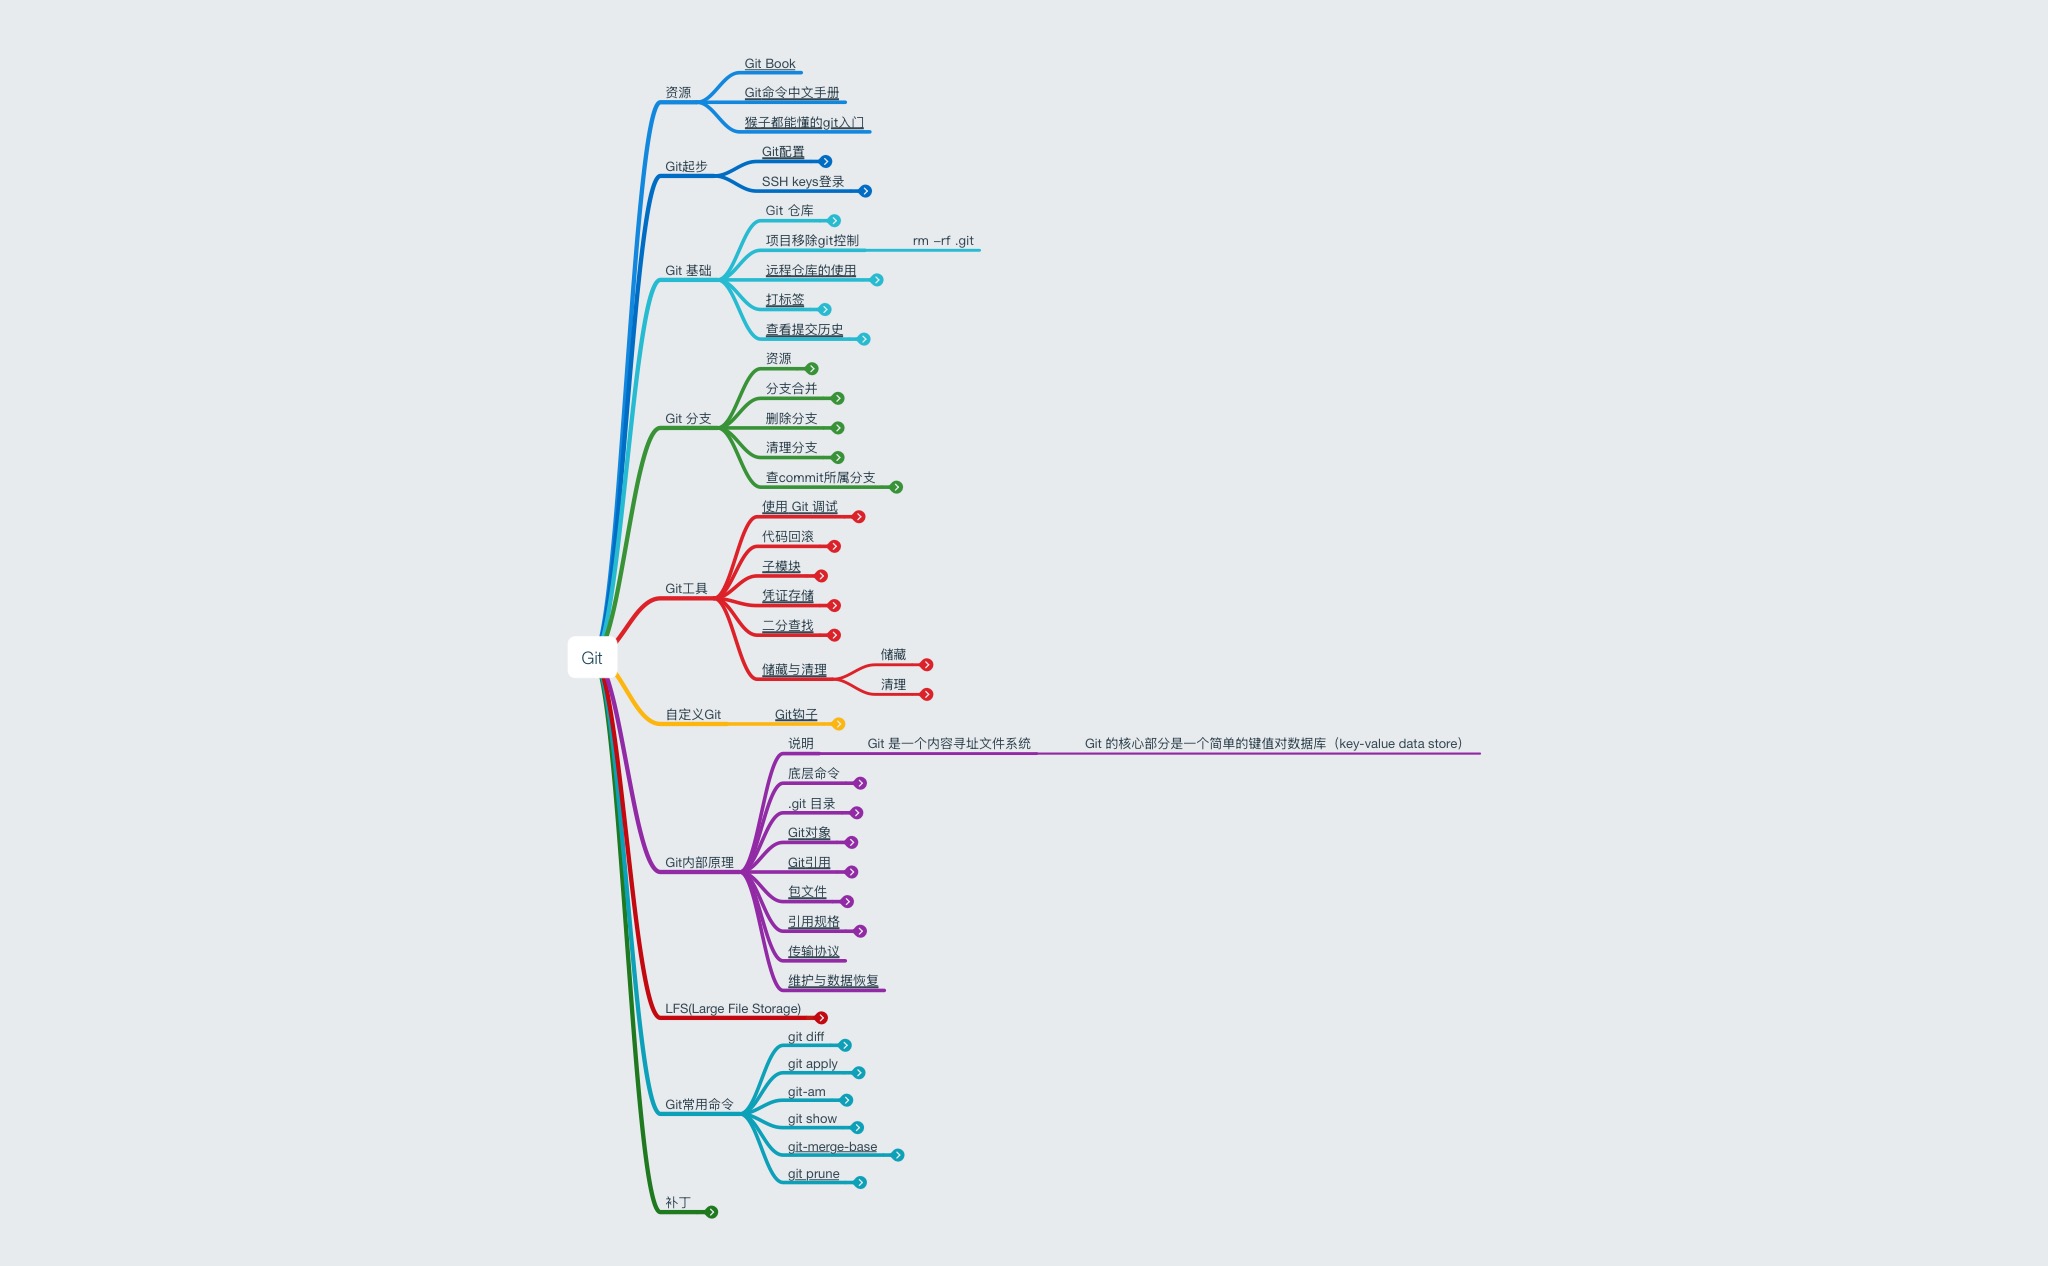 Git
资源
Git Book
Git命令中文手册
猴子都能懂的git入门
Git起步
Git配置
SSH keys登录
Git 基础
Git 仓库
项目移除git控制
rm –rf .git
远程仓库的使用
打标签
查看提交历史
Git 分支
资源
分支合并
删除分支
清理分支
查commit所属分支
Git工具
使用 Git 调试
代码回滚
子模块
凭证存储
二分查找
储藏与清理
储藏
清理
自定义Git
Git钩子
Git内部原理
说明
Git 是一个内容寻址文件系统
Git 的核心部分是一个简单的键值对数据库（key-value data store）
底层命令
.git 目录
Git对象
Git引用
包文件
引用规格
传输协议
维护与数据恢复
LFS(Large File Storage)
Git常用命令
git diff
git apply
git-am
git show
git-merge-base
git prune
补丁